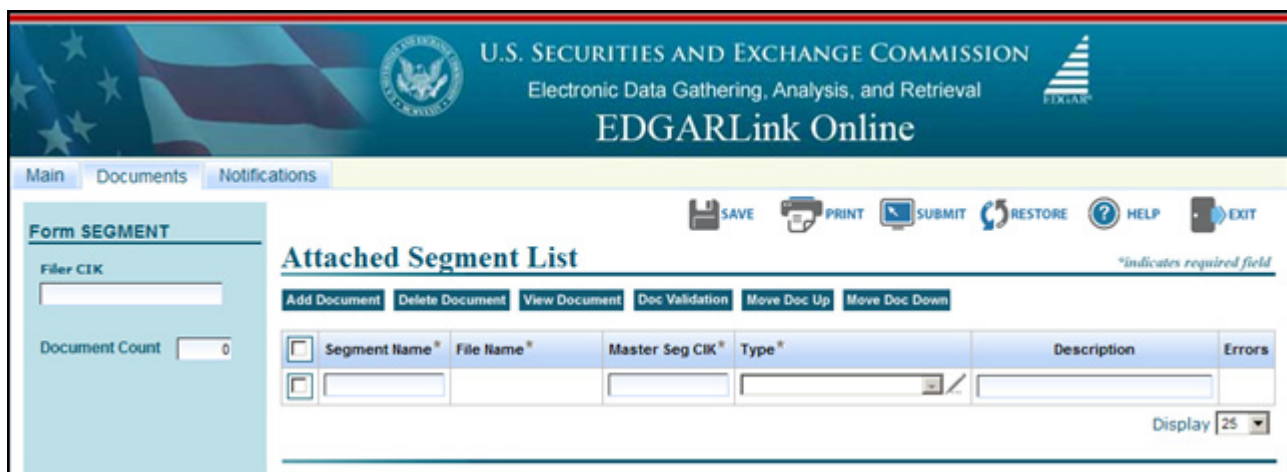 U.S. SECURITIES AND EXCHANGE COMMISSION
Electronic Data Gathering, Analysis, and Retrieval
EDGAR®
EDGARLink Online
Main Documents Notifications
SAVE PRINT SUBMIT RESTORE HELP EXIT
Form SEGMENT
Filer CIK
Document Count 0
Attached Segment List
*indicates required field
Add Document Delete Document View Document Doc Validation Move Doc Up Move Doc Down
Segment Name* File Name* Master Seg CIK* Type* Description Errors
Display 25